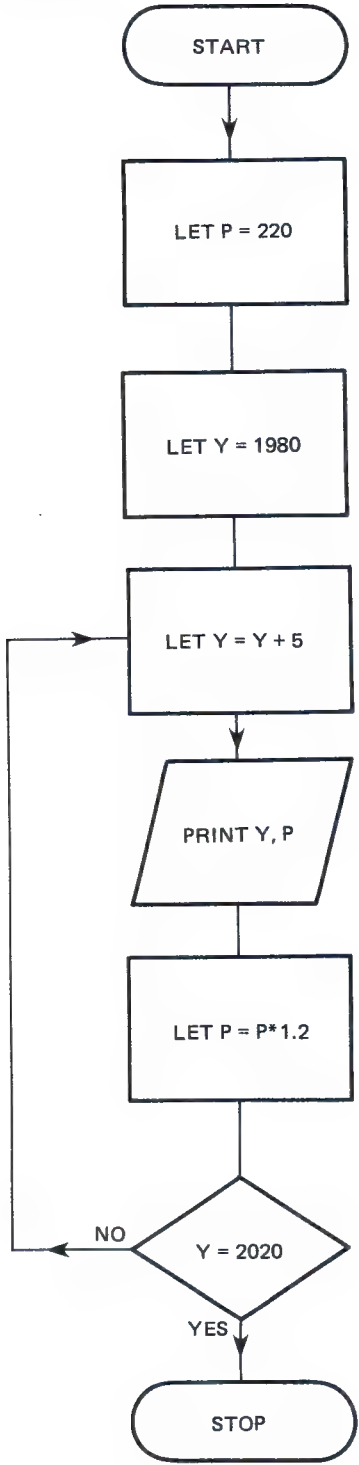 START
LET P = 220
LET Y = 1980
LET Y = Y + 5
PRINT Y, P
LET P = P* 1.2
NO
Y = 2020
YES
STOP